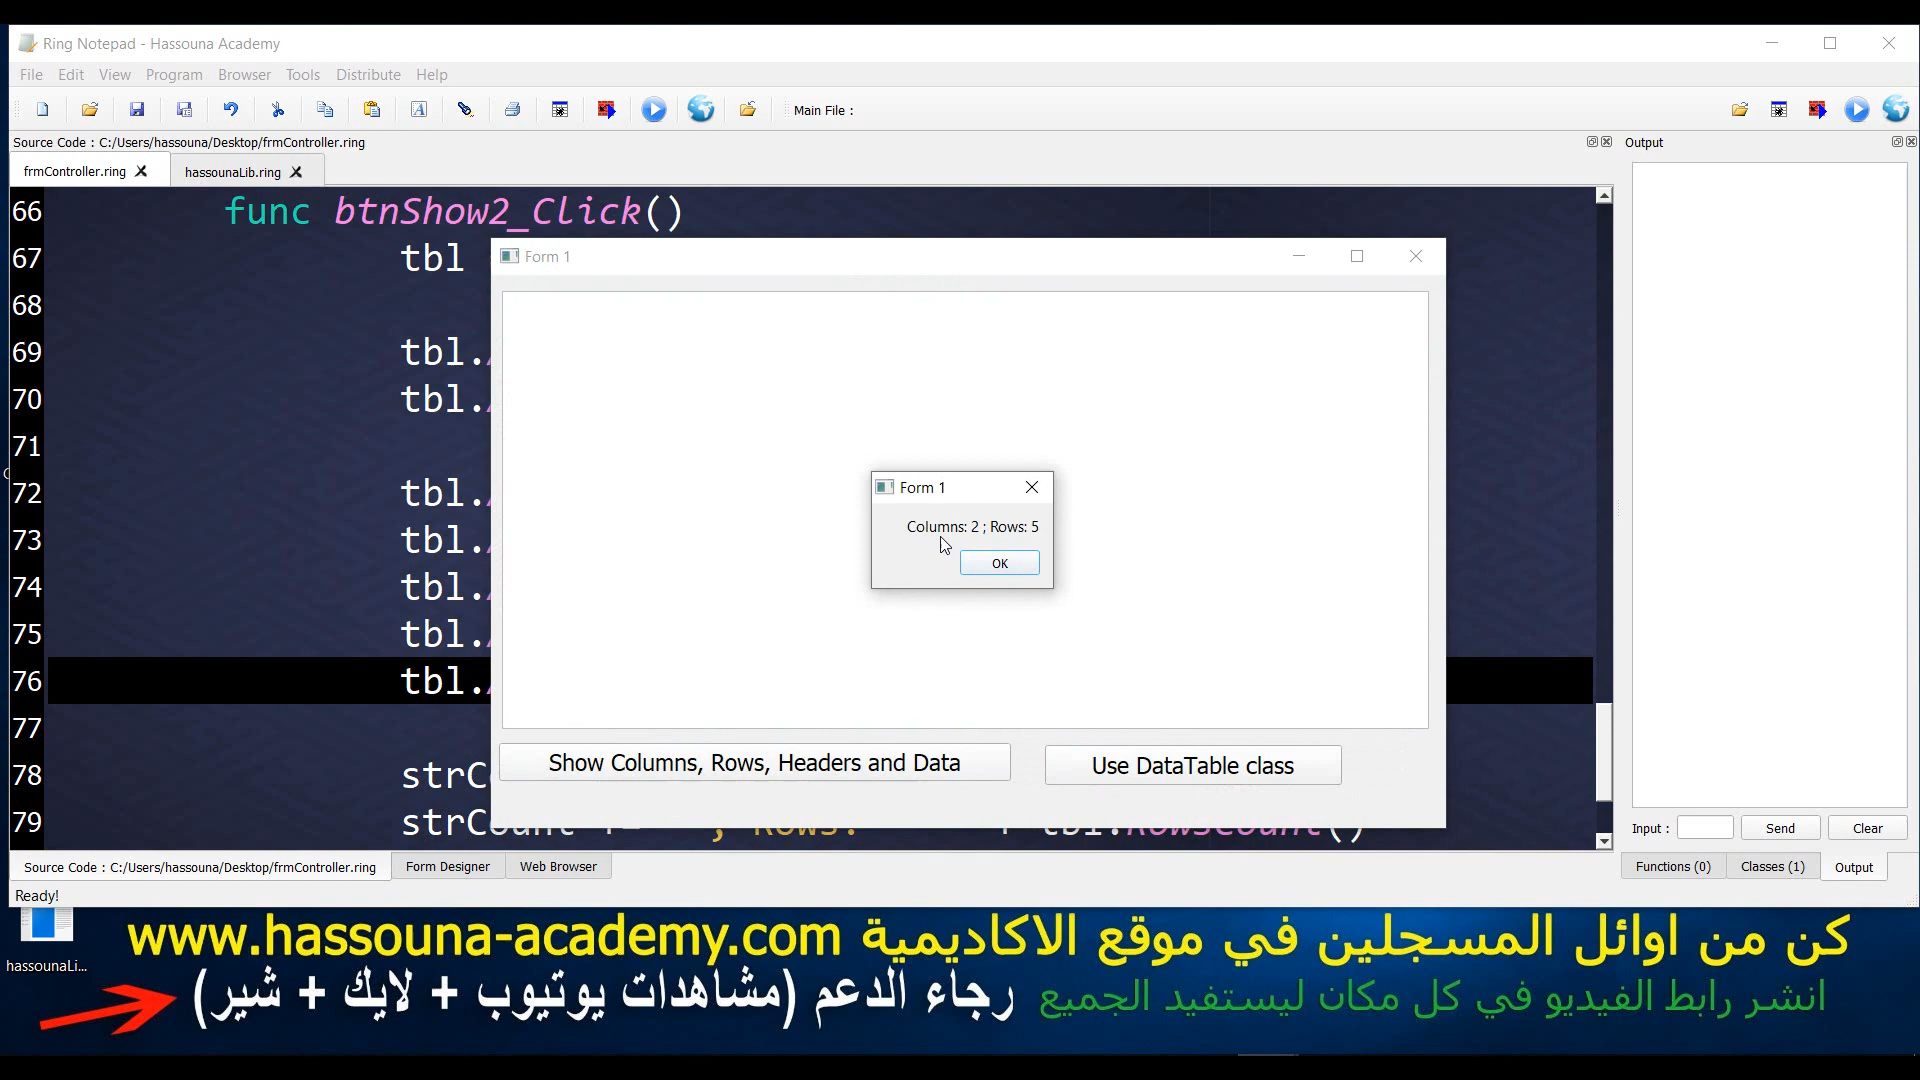 Ring Notepad - Hassouna Academy
File Edit View Program Browser Tools Distribute Help
Main File :
Source Code : C:/Users/hassouna/Desktop/frmController.ring
Output
frmController.ring
hassounaLib.ring
66 func btnShow2_Click()
67 tbl
68
69 tbl.
70 tbl.
71
72 tbl.
73 tbl.
74 tbl.
75 tbl.
76 tbl.
77
78 strC
79 strCount += " ; Rows: " + tbl.RowsCount()
Form 1
Form 1
Columns: 2 ; Rows: 5
OK
Show Columns, Rows, Headers and Data
Use DataTable class
Input :
Send
Clear
Source Code : C:/Users/hassouna/Desktop/frmController.ring
Form Designer
Web Browser
Functions (0)
Classes (1)
Output
Ready!
hassounaLi...
كن من اوائل المسجلين في موقع الاكاديمية www.hassouna-academy.com
رجاء الدعم (مشاهدات يوتيوب + لايك + شير)
انشر رابط الفيديو في كل مكان ليستفيد الجميع